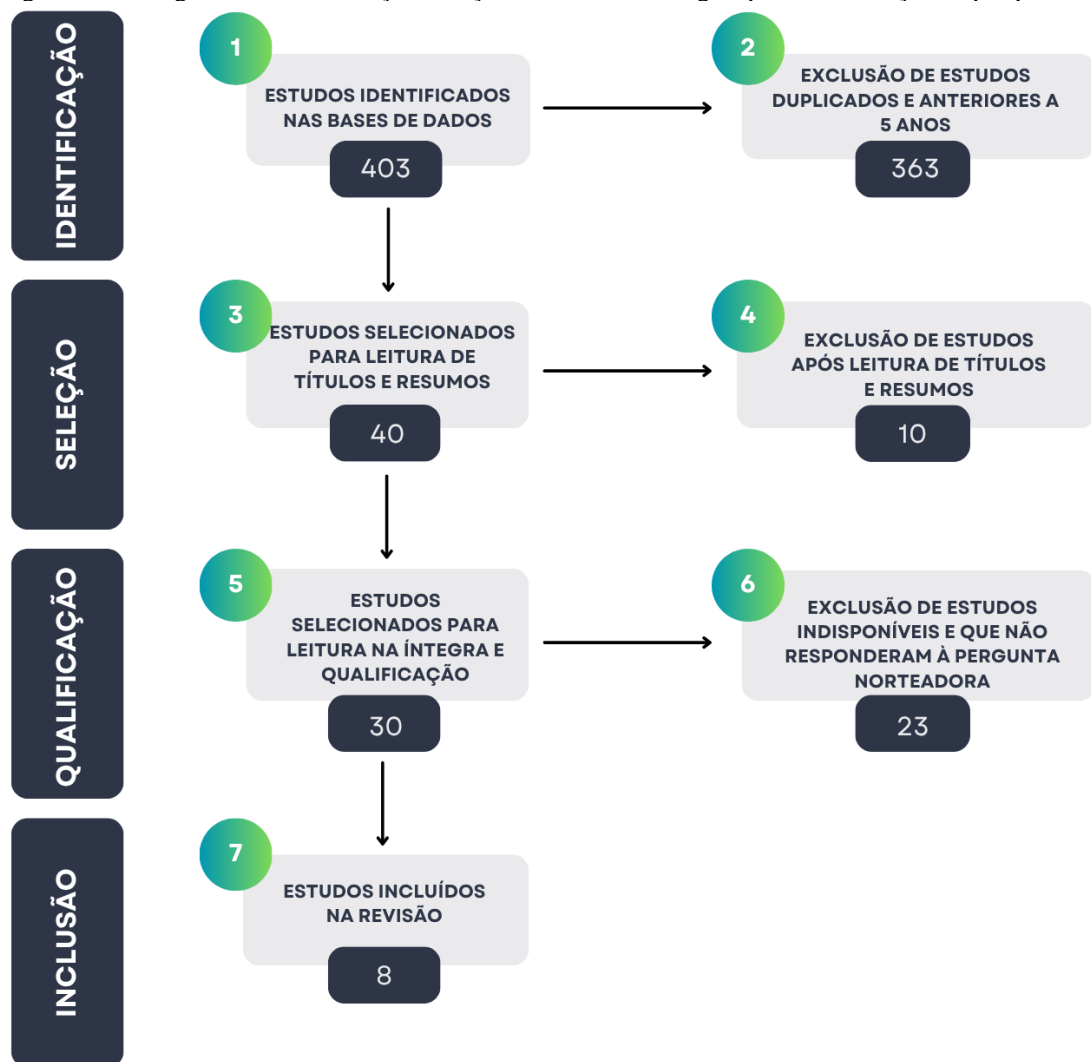 IDENTIFICAÇÃO
1
ESTUDOS IDENTIFICADOS
NAS BASES DE DADOS
403
2
EXCLUSÃO DE ESTUDOS
DUPLICADOS E ANTERIORES A
5 ANOS
363
SELEÇÃO
3
ESTUDOS SELECIONADOS
PARA LEITURA DE
TÍTULOS E RESUMOS
40
4
EXCLUSÃO DE ESTUDOS
APÓS LEITURA DE TÍTULOS
E RESUMOS
10
QUALIFICAÇÃO
5
ESTUDOS
SELECIONADOS PARA
LEITURA NA ÍNTEGRA E
QUALIFICAÇÃO
30
6
EXCLUSÃO DE ESTUDOS
INDISPONÍVEIS E QUE NÃO
RESPONDERAM À PERGUNTA
NORTEADORA
23
INCLUSÃO
7
ESTUDOS INCLUÍDOS
NA REVISÃO
8